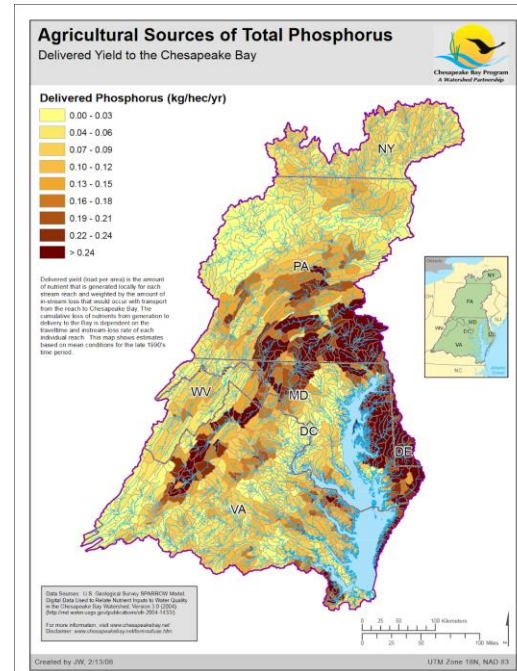 Agricultural Sources of Total Phosphorus
Delivered Yield to the Chesapeake Bay
Chesapeake Bay Program
A Watershed Partnership
Delivered Phosphorus (kg/hec/yr)
0.00 - 0.03
0.04 - 0.06
0.07 - 0.09
0.10 - 0.12
0.13 - 0.15
0.16 - 0.18
0.19 - 0.21
0.22 - 0.24
> 0.24
Delivered yield (load per area) is the amount
of nutrient that is generated locally for each
stream reach and weighted by the amount of
in-stream loss that would occur with transport
from the reach to Chesapeake Bay. The
cumulative loss of nutrients from generation to
delivery to the Bay is dependent on the
traveltime and instream-loss rate of each
individual reach. This map shows estimates
based on mean conditions for the late 1990's
time period.
NY
PA
WV
MD
DC
DE
VA
NY
PA
OH
NJ
MD
WV
DC
DE
VA
NC
Data Sources: U.S. Geological Survey SPARROW Model,
Digital Data Used to Relate Nutrient Inputs to Water Quality
in the Chesapeake Bay Watershed, Version 3.0 (2004)
For more information, visit www.chesapeakebay.net
Disclaimer: www.chesapeakebay.net/termsofuse.htm
0 25 50 100 Kilometers
0 25 50 100 Miles
N
Created by JW, 2/13/08
UTM Zone 18N, NAD 83